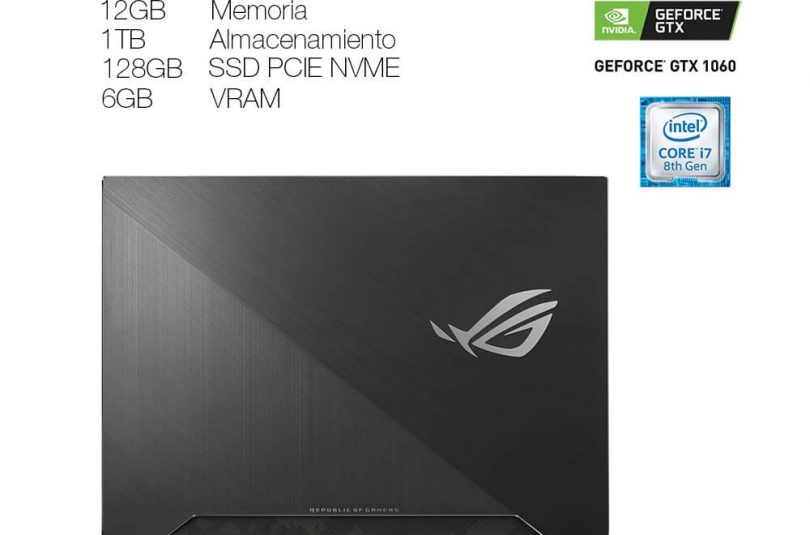 12GB Memoria
1TB Almacenamiento
128GB SSD PCIE NVME
6GB VRAM
NVIDIA. GEFORCE® GTX
GEFORCE® GTX 1060
intel®
CORE™ i7
8th Gen
REPUBLIC OF GAMERS